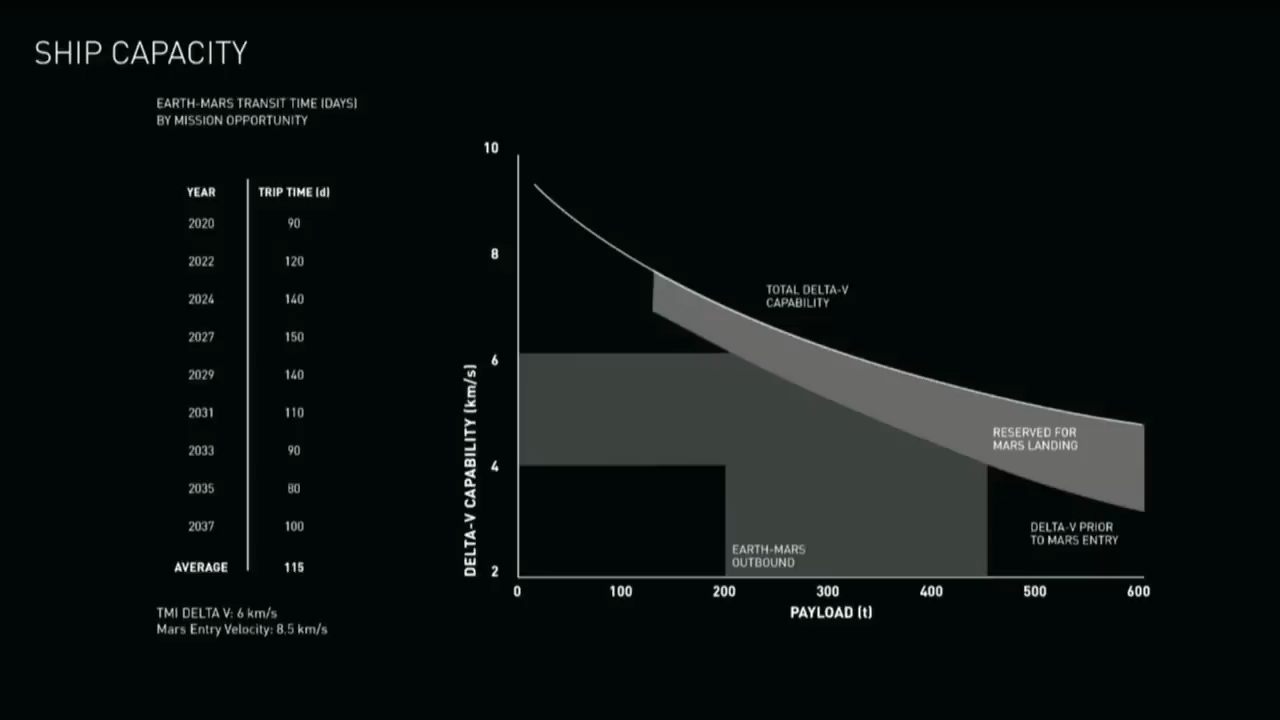 SHIP CAPACITY
EARTH-MARS TRANSIT TIME (DAYS)
BY MISSION OPPORTUNITY
YEAR TRIP TIME (d)
2020 90
2022 120
2024 140
2027 150
2029 140
2031 110
2033 90
2035 80
2037 100
AVERAGE 115
TMI DELTA V: 6 km/s
Mars Entry Velocity: 8.5 km/s
DELTA-V CAPABILITY (km/s)
10
8
6
4
2
TOTAL DELTA-V
CAPABILITY
RESERVED FOR
MARS LANDING
DELTA-V PRIOR
TO MARS ENTRY
EARTH-MARS
OUTBOUND
0 100 200 300 400 500 600
PAYLOAD (t)